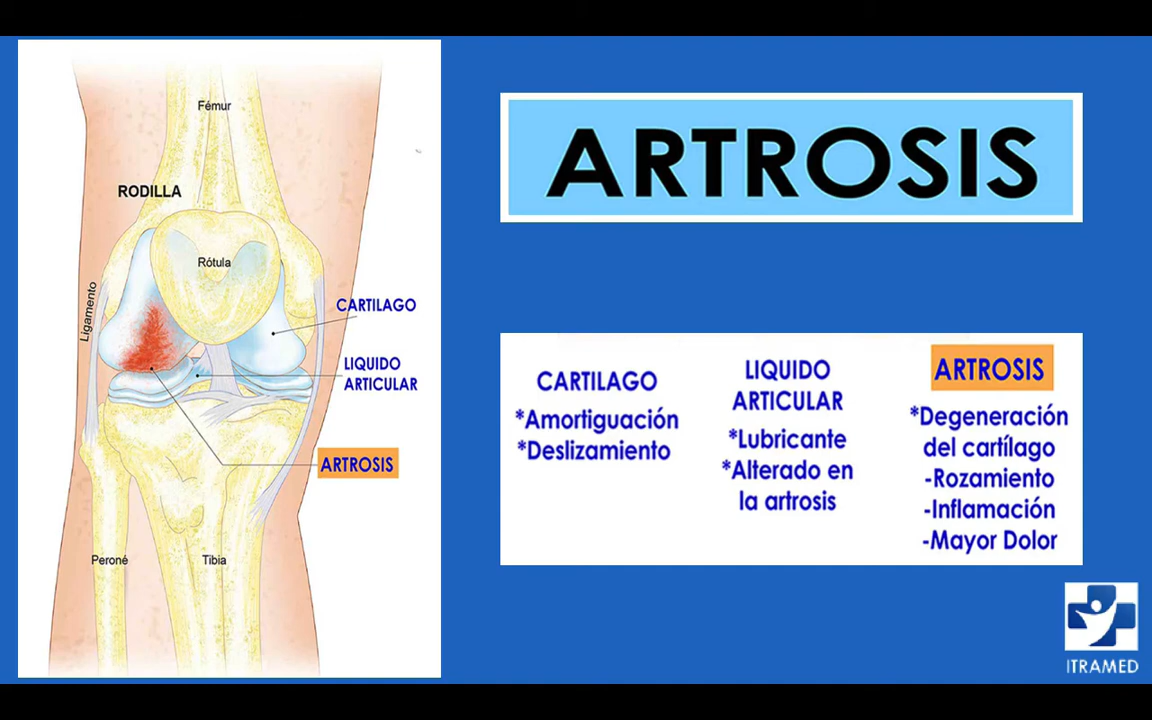 Fémur
RODILLA
Rótula
Ligamento
CARTILAGO
LIQUIDO
ARTICULAR
ARTROSIS
Peroné
Tibia
ARTROSIS
CARTILAGO
*Amortiguación
*Deslizamiento
LIQUIDO
ARTICULAR
*Lubricante
*Alterado en
la artrosis
ARTROSIS
*Degeneración
del cartílago
-Rozamiento
-Inflamación
-Mayor Dolor
ITRAMED